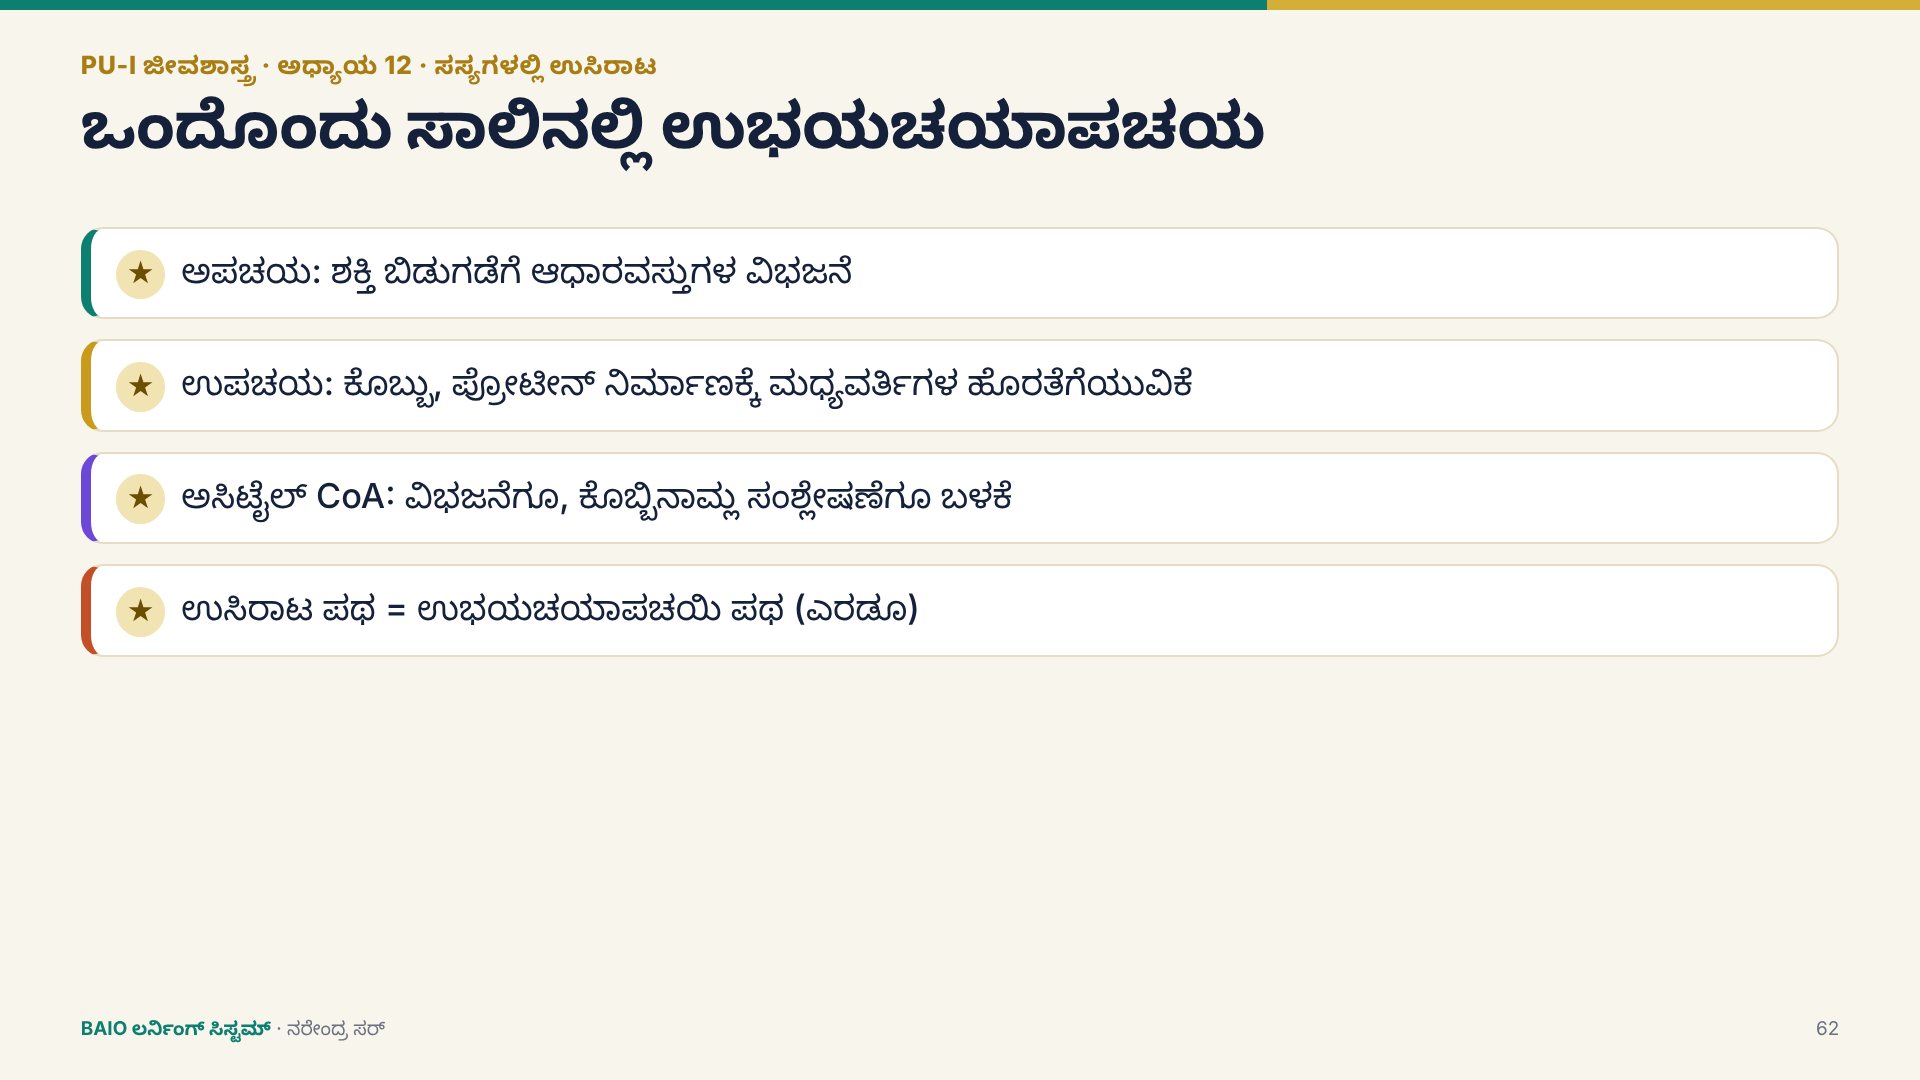 PU-I ಜೀವಶಾಸ್ತ್ರ · ಅಧ್ಯಾಯ 12 · ಸಸ್ಯಗಳಲ್ಲಿ ಉಸಿರಾಟ
ಒಂದೊಂದು ಸಾಲಿನಲ್ಲಿ ಉಭಯಚಯಾಪಚಯ
★ ಅಪಚಯ: ಶಕ್ತಿ ಬಿಡುಗಡೆಗೆ ಆಧಾರವಸ್ತುಗಳ ವಿಭಜನೆ
★ ಉಪಚಯ: ಕೊಬ್ಬು, ಪ್ರೋಟೀನ್ ನಿರ್ಮಾಣಕ್ಕೆ ಮಧ್ಯವರ್ತಿಗಳ ಹೊರತೆಗೆಯುವಿಕೆ
★ ಅಸಿಟೈಲ್ CoA: ವಿಭಜನೆಗೂ, ಕೊಬ್ಬಿನಾಮ್ಲ ಸಂಶ್ಲೇಷಣೆಗೂ ಬಳಕೆ
★ ಉಸಿರಾಟ ಪಥ = ಉಭಯಚಯಾಪಚಯಿ ಪಥ (ಎರಡೂ)
BAIO ಲರ್ನಿಂಗ್ ಸಿಸ್ಟಮ್ · ನರೇಂದ್ರ ಸರ್
62